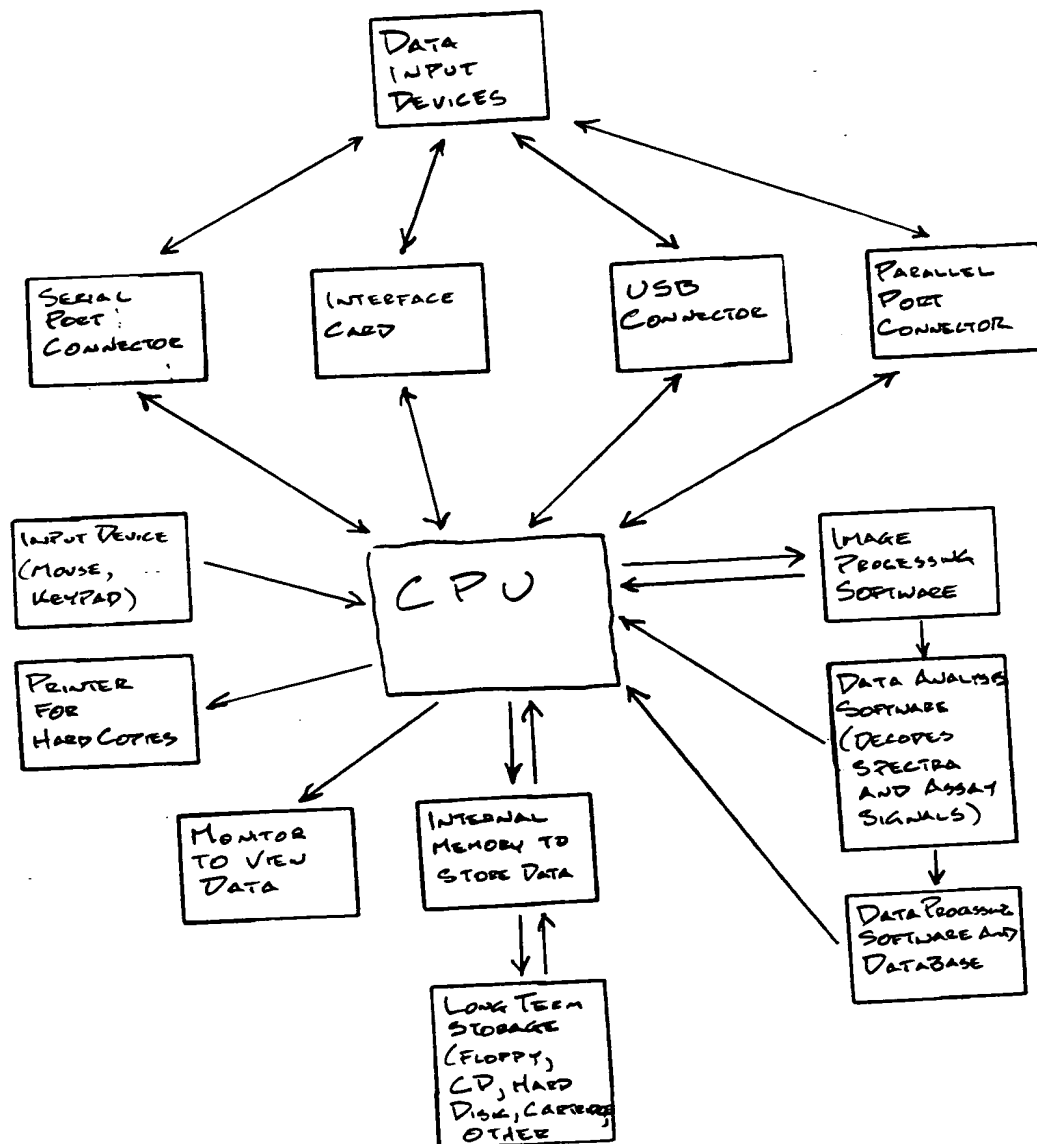 DATA
INPUT
DEVICES
SERIAL
PORT
CONNECTOR
INTERFACE
CARD
USB
CONNECTOR
PARALLEL
PORT
CONNECTOR
INPUT DEVICE
(MOUSE,
KEYPAD)
CPU
IMAGE
PROCESSING
SOFTWARE
PRINTER
FOR
HARD COPIES
DATA ANALYSIS
SOFTWARE
(DECODES
SPECTRA
AND ASSAY
SIGNALS)
MONITOR
TO VIEW
DATA
INTERNAL
MEMORY TO
STORE DATA
DATA PROCESSING
SOFTWARE AND
DATABASE
LONG TERM
STORAGE
(FLOPPY,
CD, HARD
DISK, CARTRIDGE,
OTHER